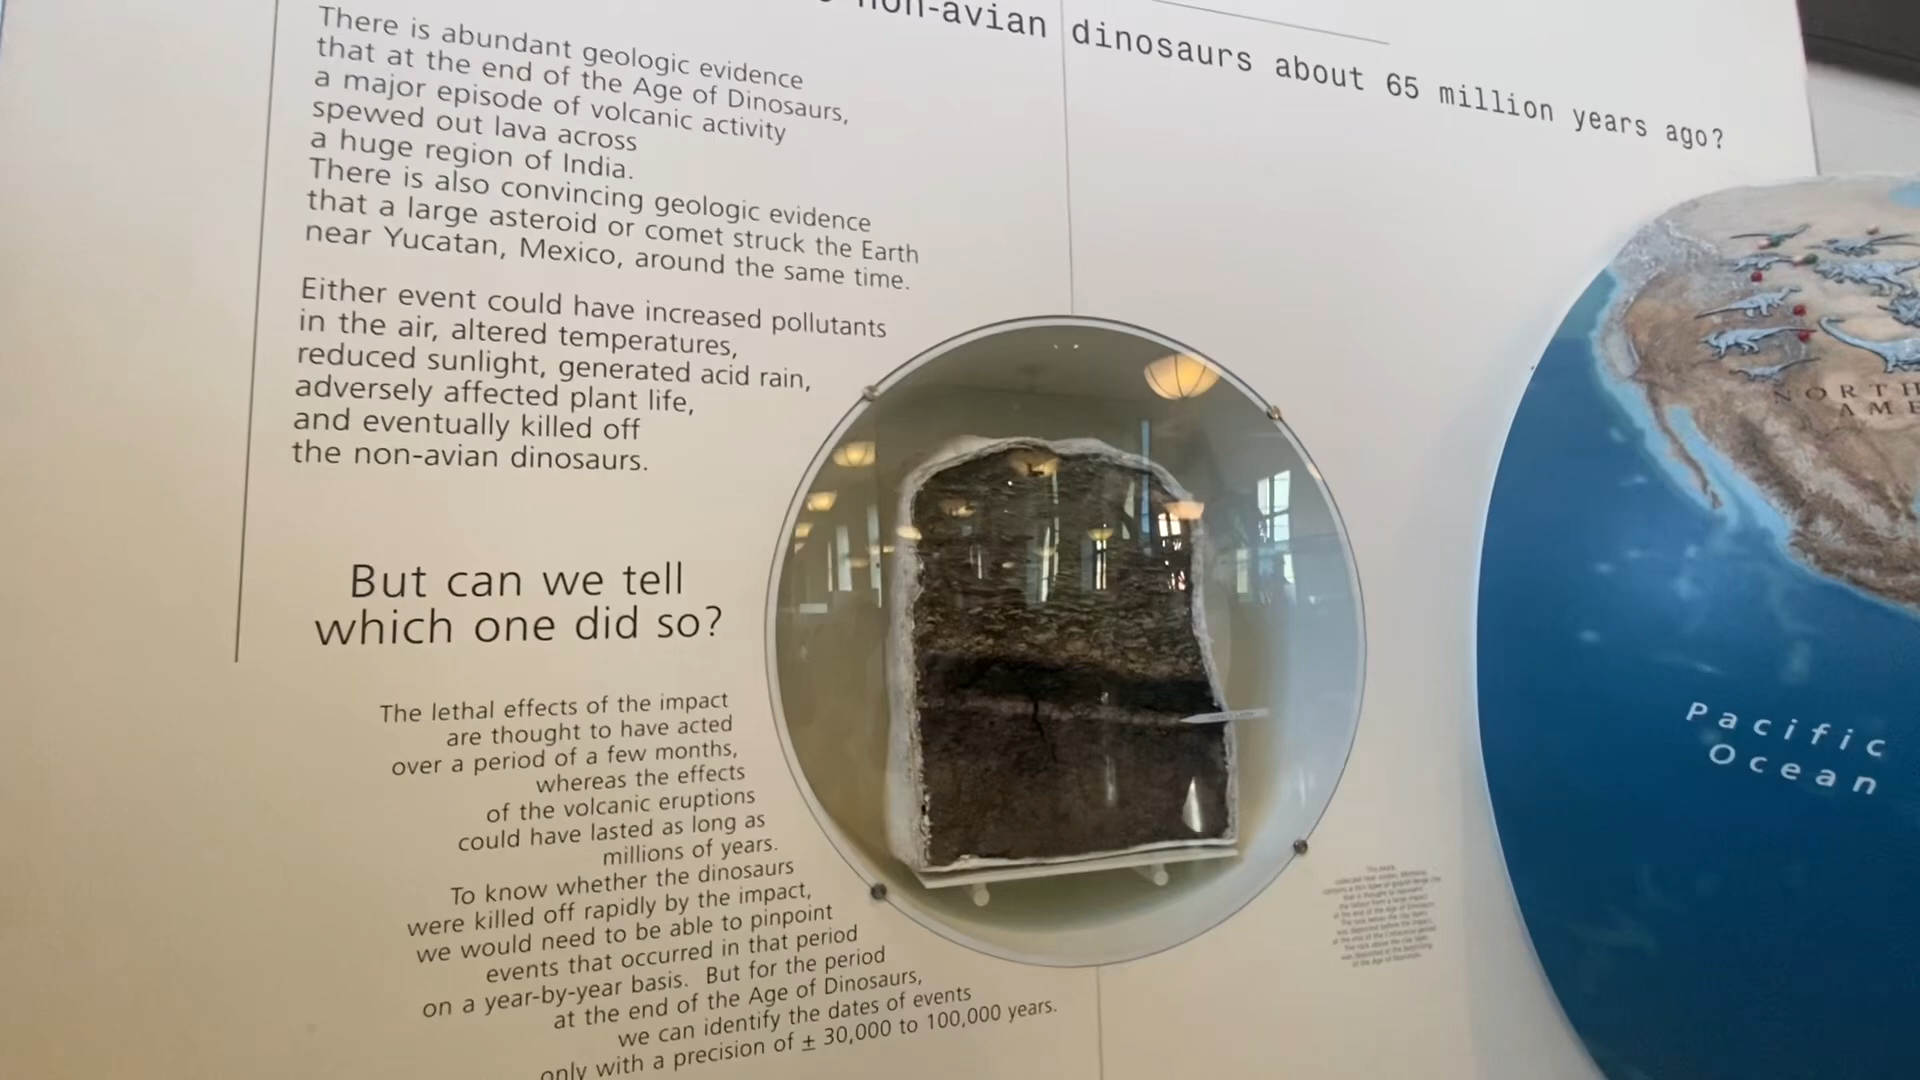 non-avian dinosaurs about 65 million years ago?
There is abundant geologic evidence
that at the end of the Age of Dinosaurs,
a major episode of volcanic activity
spewed out lava across
a huge region of India.
There is also convincing geologic evidence
that a large asteroid or comet struck the Earth
near Yucatan, Mexico, around the same time.
Either event could have increased pollutants
in the air, altered temperatures,
reduced sunlight, generated acid rain,
adversely affected plant life,
and eventually killed off
the non-avian dinosaurs.
But can we tell
which one did so?
The lethal effects of the impact
are thought to have acted
over a period of a few months,
whereas the effects
of the volcanic eruptions
could have lasted as long as
millions of years.
To know whether the dinosaurs
were killed off rapidly by the impact,
we would need to be able to pinpoint
events that occurred in that period
on a year-by-year basis. But for the period
at the end of the Age of Dinosaurs,
we can identify the dates of events
only with a precision of ± 30,000 to 100,000 years.
NORTH
AME
Pacific
Ocean